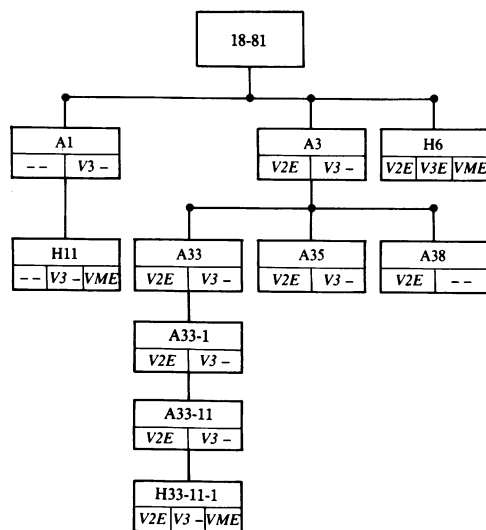 18-81
A1 A3 H6
-- V3- V2E V3- V2E V3E VME
H11 A33 A35 A38
-- V3- VME V2E V3- V2E V3- V2E --
A33-1
V2E V3-
A33-11
V2E V3-
H33-11-1
V2E V3- VME